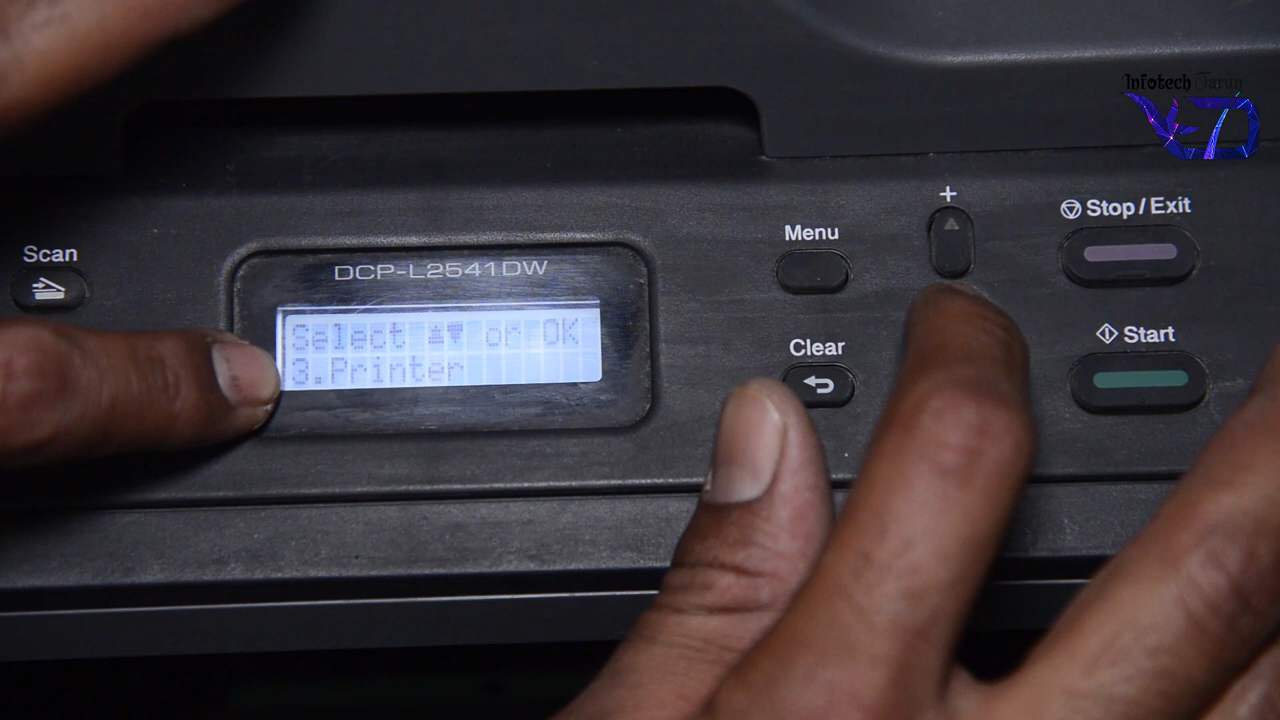 Infotech Tarun
Scan
DCP-L2541DW
Select ▲▼ or OK
3.Printer
Menu
+
Stop / Exit
Clear
Start